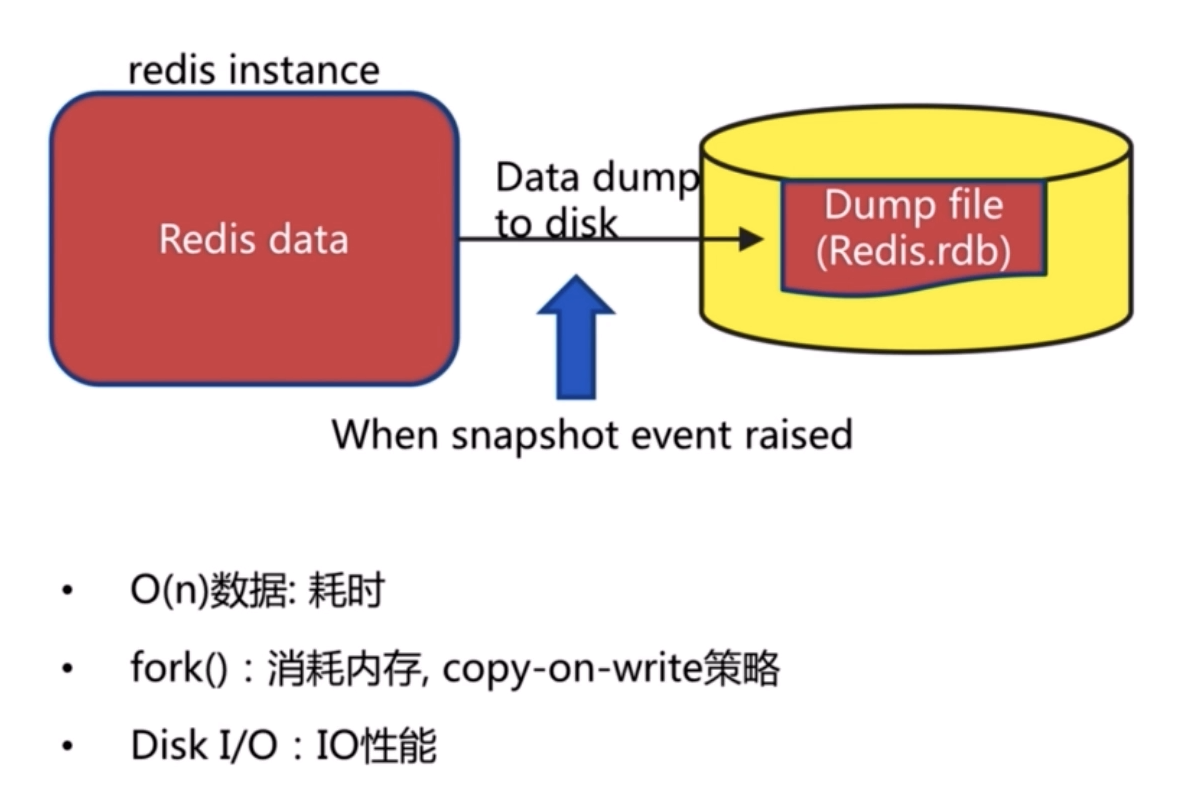 redis instance
Redis data
Data dump
to disk
Dump file
(Redis.rdb)
When snapshot event raised
• O(n)数据: 耗时
• fork()：消耗内存, copy-on-write策略
• Disk I/O：IO性能